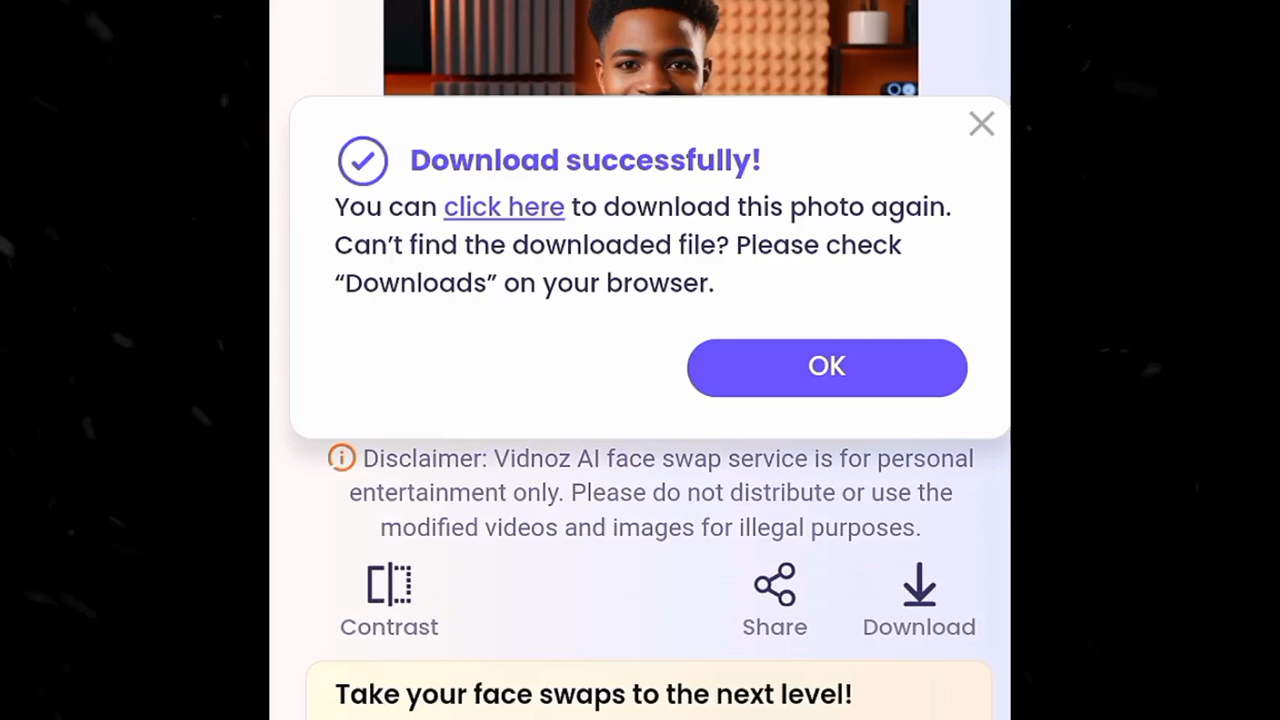 Download successfully!
You can click here to download this photo again.
Can’t find the downloaded file? Please check
“Downloads” on your browser.
OK
Disclaimer: Vidnoz AI face swap service is for personal
entertainment only. Please do not distribute or use the
modified videos and images for illegal purposes.
Contrast
Share
Download
Take your face swaps to the next level!